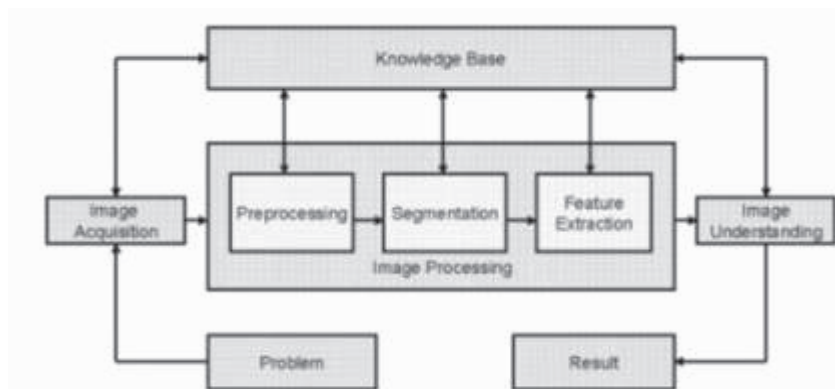 Knowledge Base
Image
Acquisition
Preprocessing
Segmentation
Feature
Extraction
Image
Understanding
Image Processing
Problem
Result